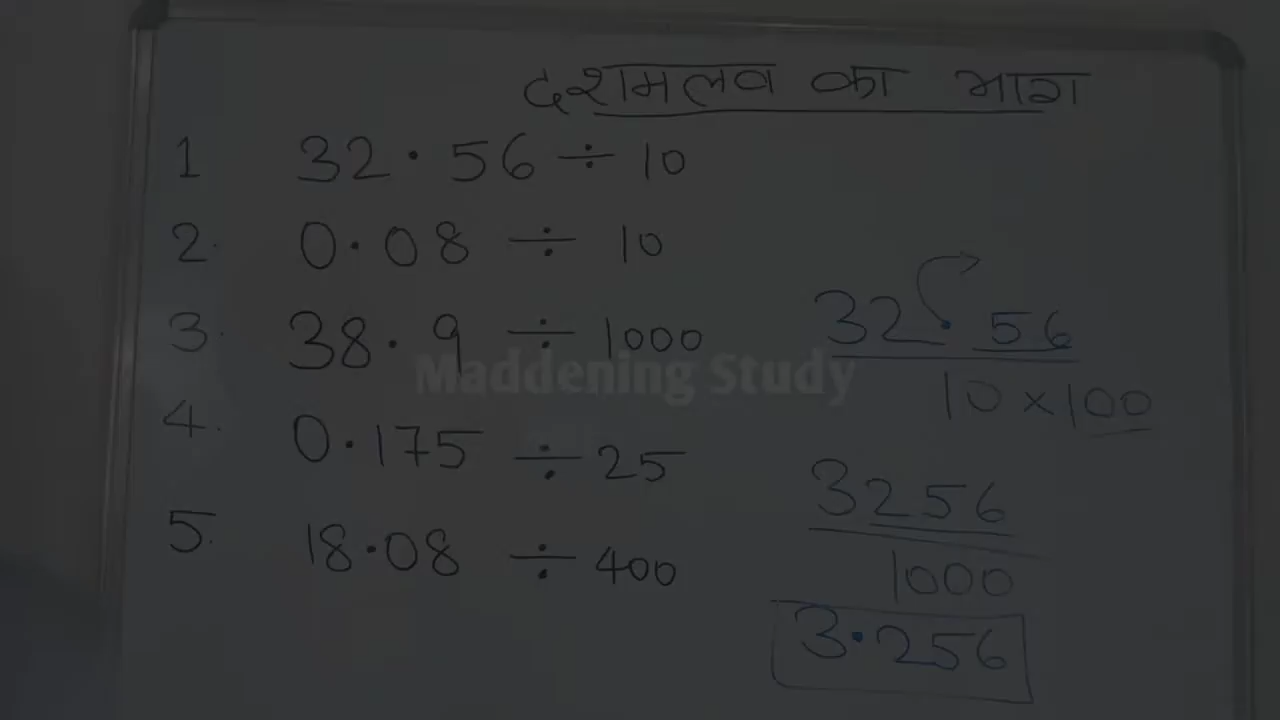 दशमलव का भाग
1 32.56 ÷ 10
2. 0.08 ÷ 10
3. 38.9 ÷ 1000
4. 0.175 ÷ 25
5. 18.08 ÷ 400
32.56
10 × 100
3256
1000
3.256
Maddening Study